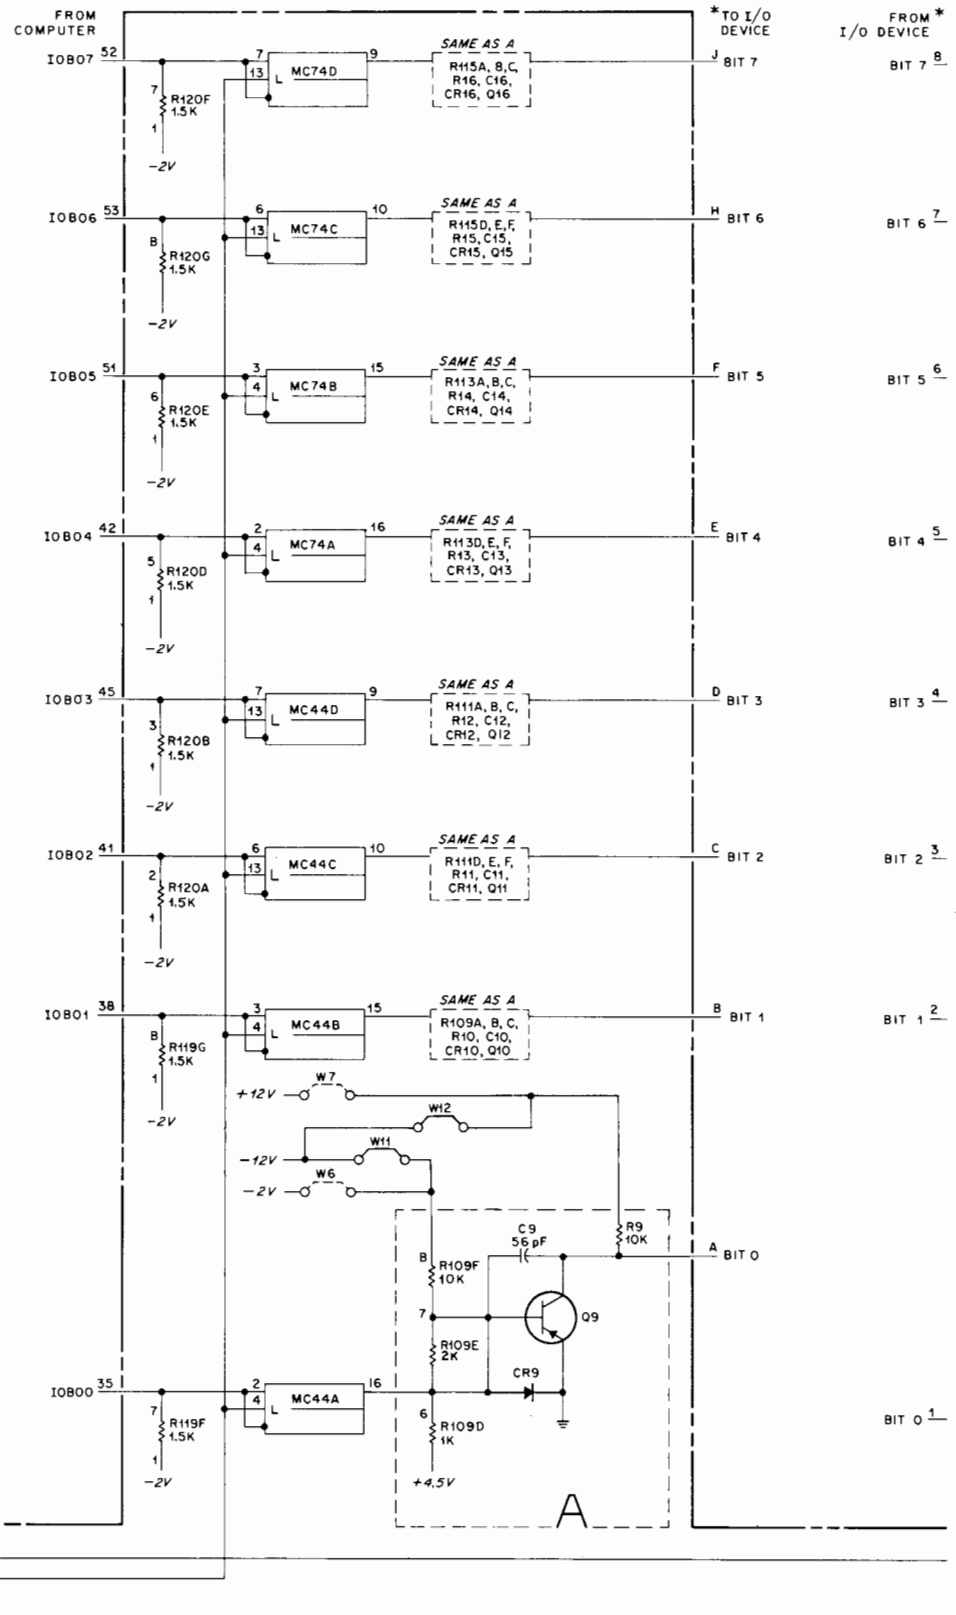 FROM
COMPUTER
*TO I/O
DEVICE
FROM *
I/O DEVICE
IOBO7 52
7
13
L
MC74D
9
SAME AS A
R115A, B,C,
R16, C16,
CR16, Q16
J BIT 7
BIT 7 8
7
R120F
1.5K
1
-2V
IOBO6 53
6
13
L
MC74C
10
SAME AS A
R115D, E,F,
R15, C15,
CR15, Q15
H BIT 6
BIT 6 7
8
R120G
1.5K
1
-2V
IOBO5 51
3
4
L
MC74B
15
SAME AS A
R113A, B,C,
R14, C14,
CR14, Q14
F BIT 5
BIT 5 6
6
R120E
1.5K
1
-2V
IOBO4 42
2
4
L
MC74A
16
SAME AS A
R113D, E, F,
R13, C13,
CR13, Q13
E BIT 4
BIT 4 5
5
R120D
1.5K
1
-2V
IOBO3 45
7
13
L
MC44D
9
SAME AS A
R111A, B, C,
R12, C12,
CR12, Q12
D BIT 3
BIT 3 4
3
R120B
1.5K
1
-2V
IOBO2 41
6
13
L
MC44C
10
SAME AS A
R111D, E, F,
R11, C11,
CR11, Q11
C BIT 2
BIT 2 3
2
R120A
1.5K
1
-2V
IOBO1 38
3
4
L
MC44B
15
SAME AS A
R109A, B, C,
R10, C10,
CR10, Q10
B BIT 1
BIT 1 2
8
R119G
1.5K
1
-2V
+12V
W7
W12
-12V
W11
-2V
W6
C9
56pF
R9
10K
A BIT 0
8
R109F
10K
7
Q9
R109E
2K
CR9
IOBOO 35
2
4
L
MC44A
16
7
R119F
1.5K
1
-2V
6
R109D
1K
+4.5V
BIT 0 1
A